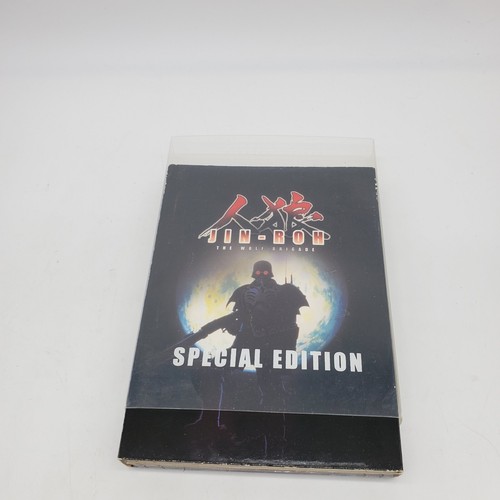 人狼
JIN-ROH
THE WOLF BRIGADE
SPECIAL EDITION